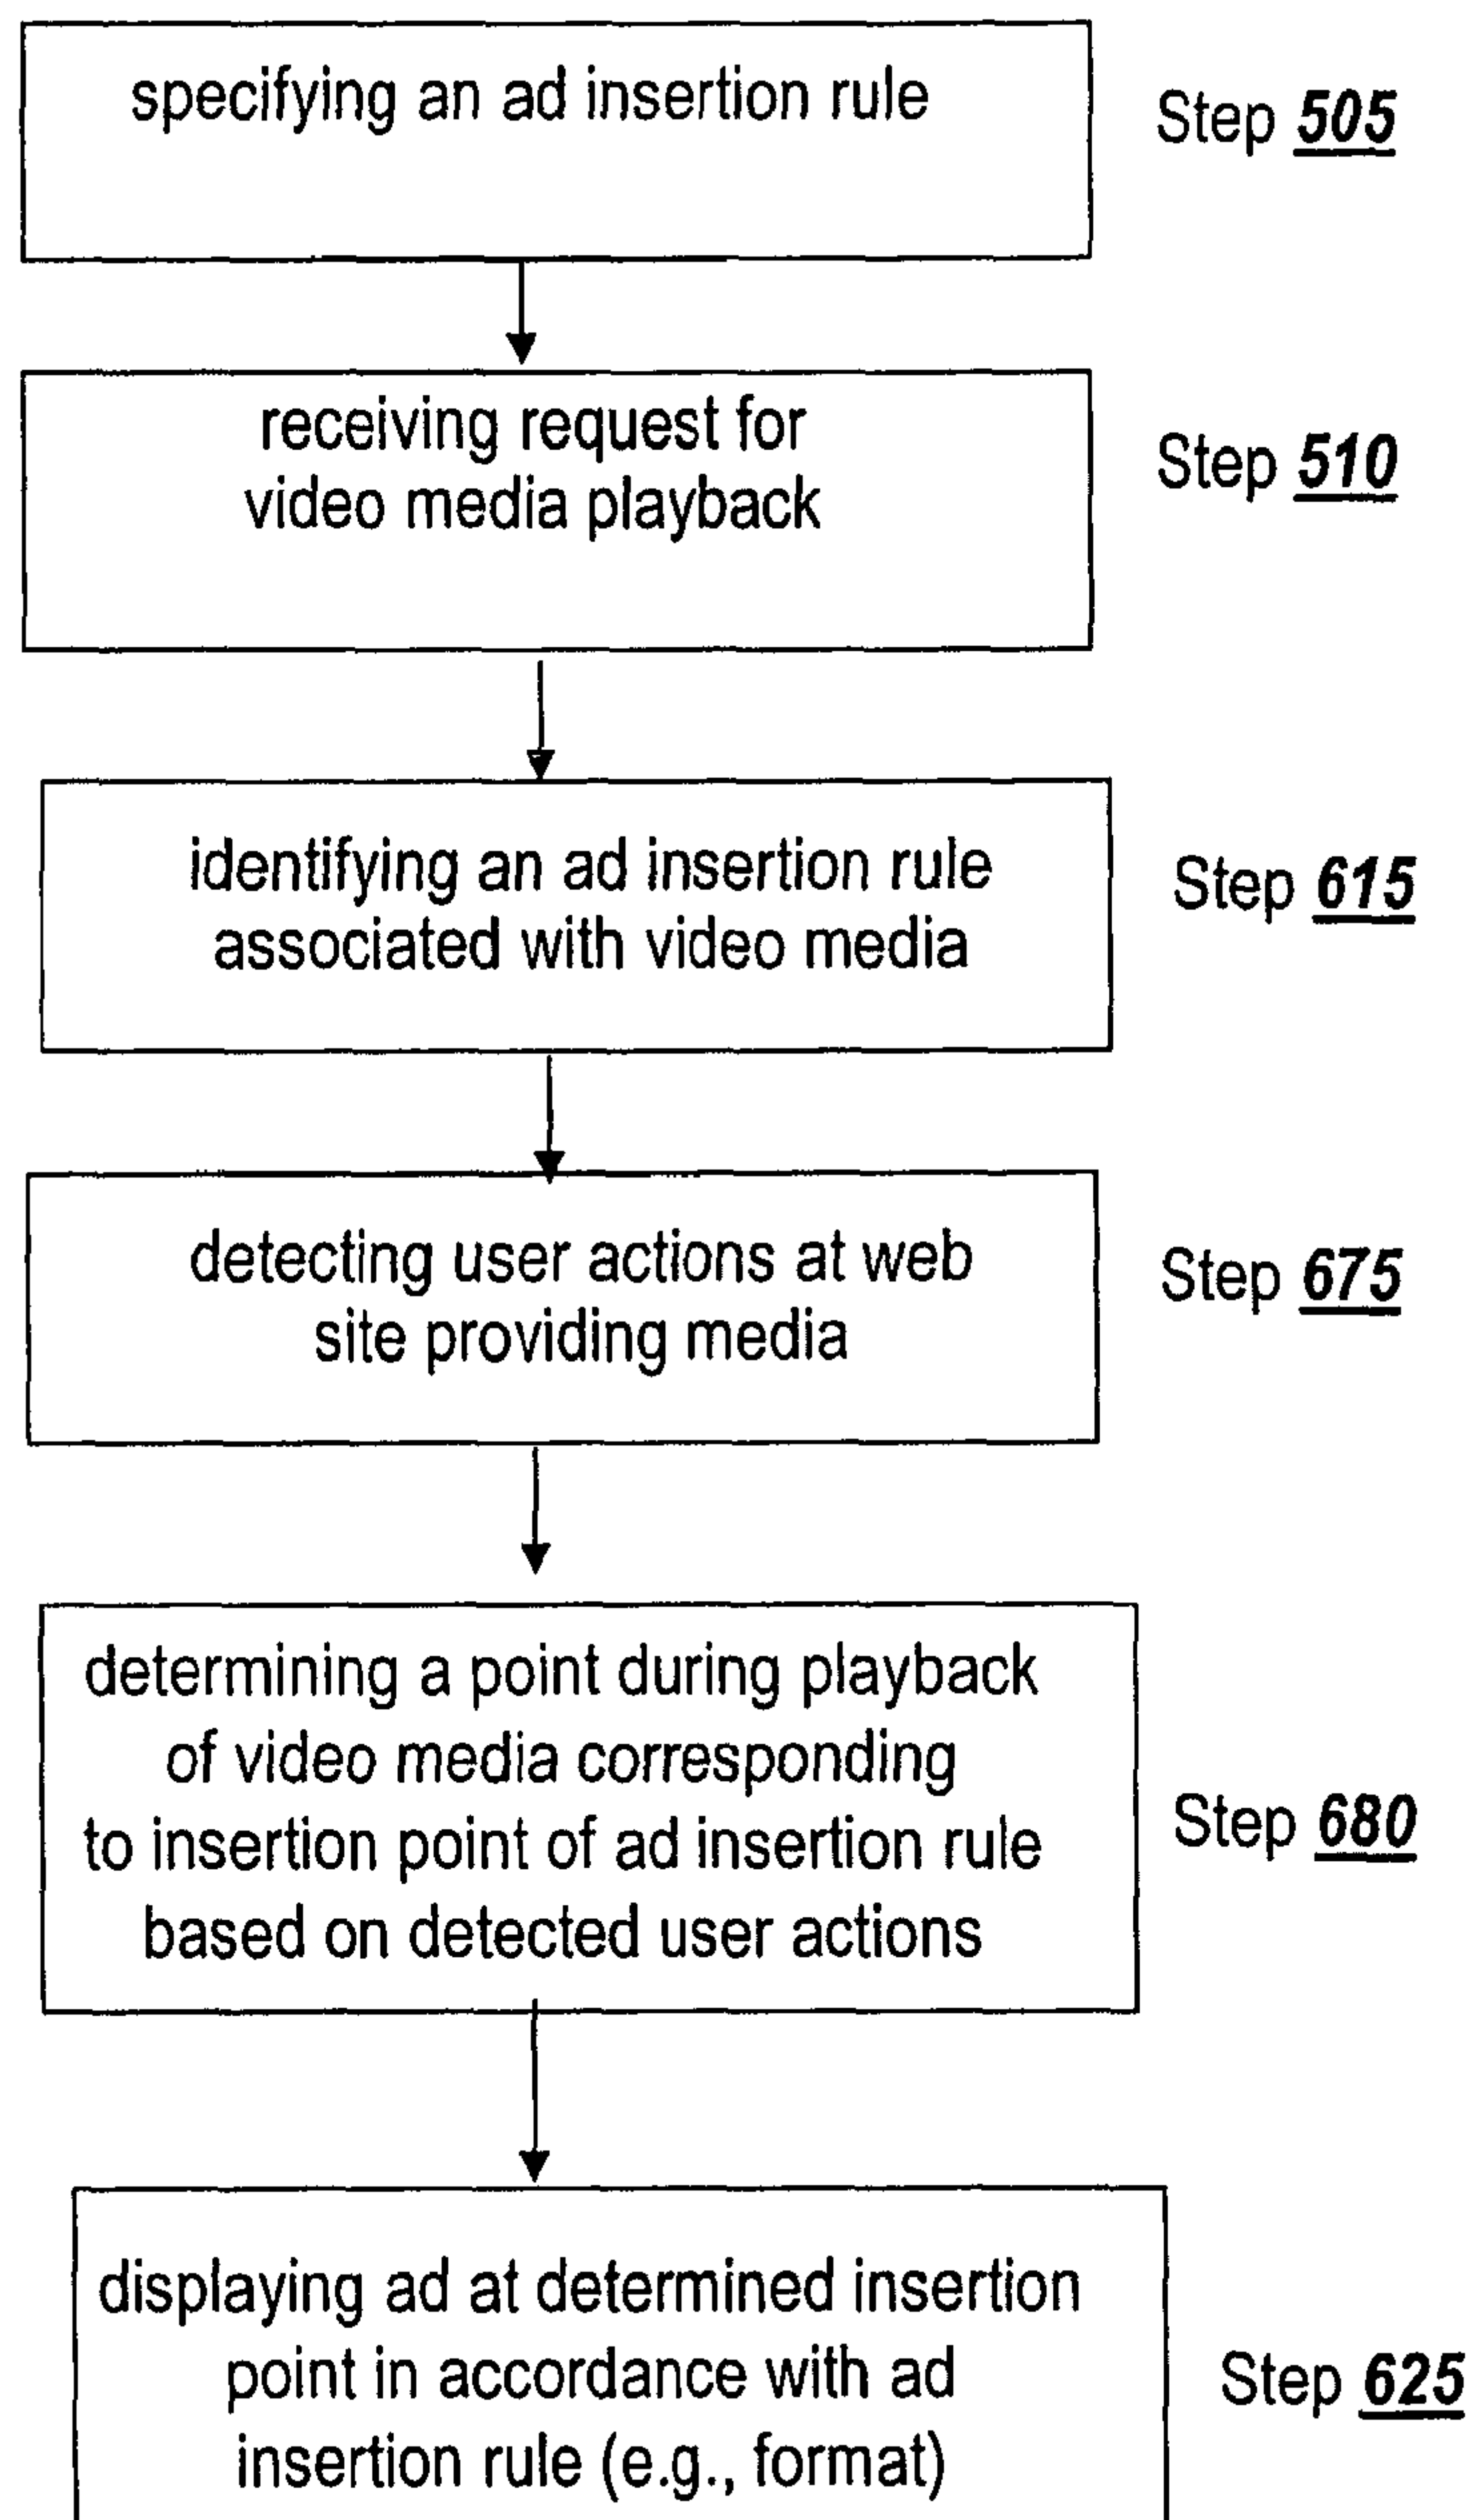 specifying an ad insertion rule
Step 505
receiving request for
video media playback
Step 510
identifying an ad insertion rule
associated with video media
Step 615
detecting user actions at web
site providing media
Step 675
determining a point during playback
of video media corresponding
to insertion point of ad insertion rule
based on detected user actions
Step 680
displaying ad at determined insertion
point in accordance with ad
insertion rule (e.g., format)
Step 625